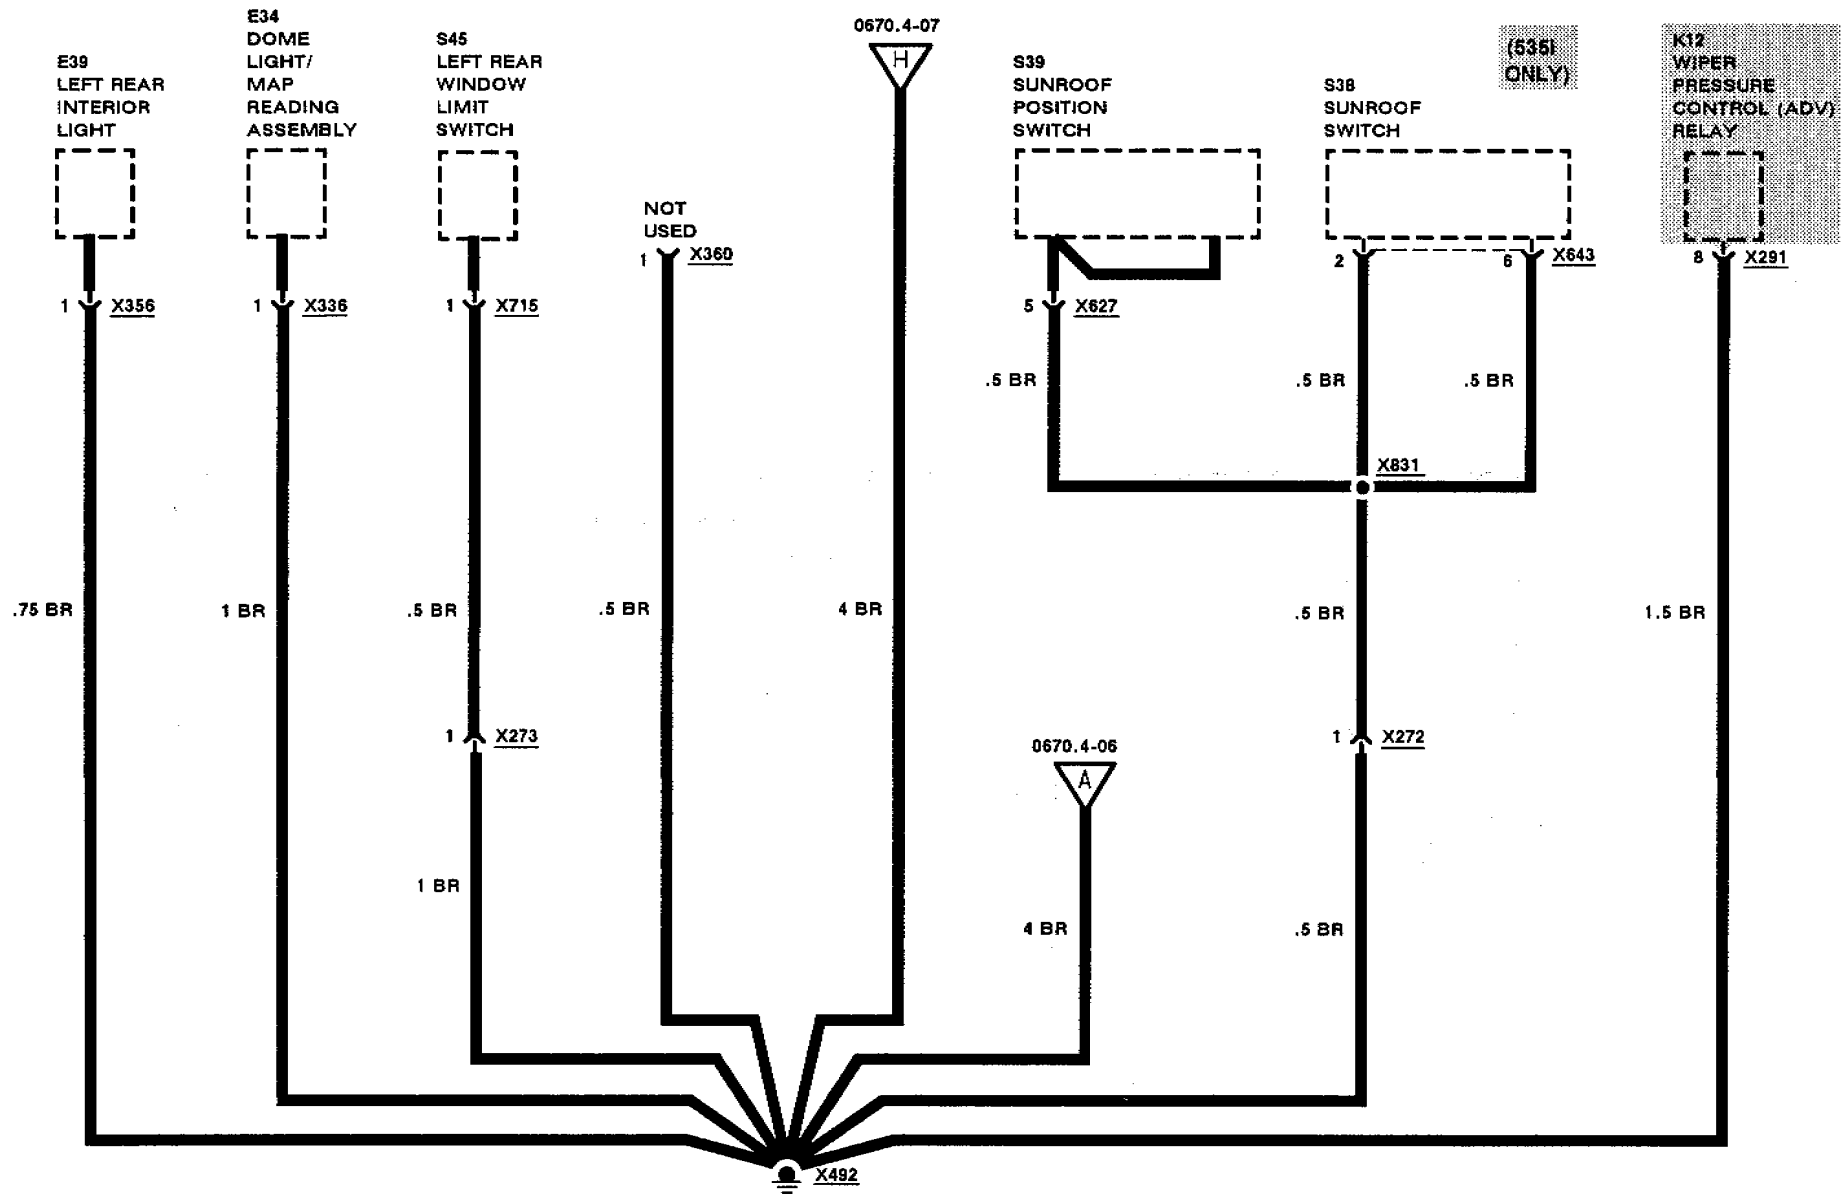 E39
LEFT REAR
INTERIOR
LIGHT
E34
DOME
LIGHT/
MAP
READING
ASSEMBLY
S45
LEFT REAR
WINDOW
LIMIT
SWITCH
NOT
USED
0670.4-07
H
S39
SUNROOF
POSITION
SWITCH
S38
SUNROOF
SWITCH
(535I
ONLY)
K12
WIPER
PRESSURE
CONTROL (ADV)
RELAY
1 X360
2
6 X643
8 X291
1 X356
1 X336
1 X715
5 X627
.5 BR
.5 BR
.5 BR
X831
.75 BR
1 BR
.5 BR
.5 BR
4 BR
.5 BR
1.5 BR
1 X273
0670.4-06
A
1 X272
1 BR
4 BR
.5 BR
X492